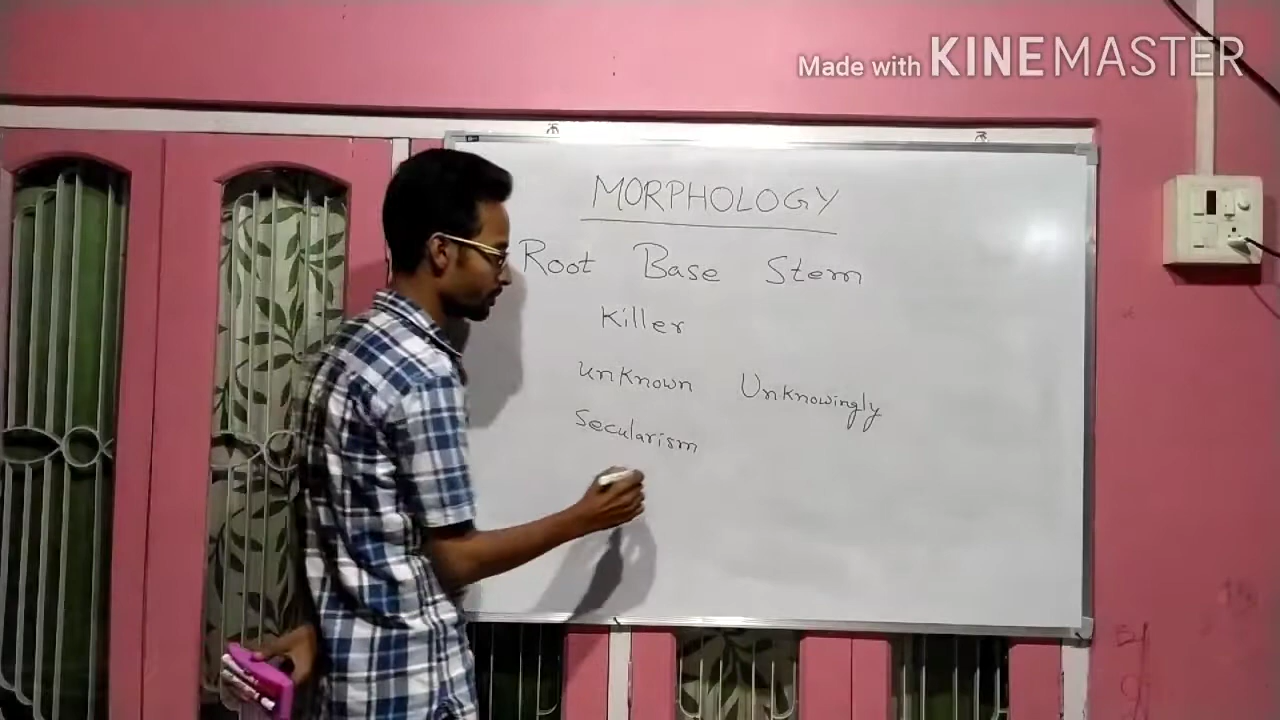 Made with KINEMASTER
MORPHOLOGY
Root Base Stem
Killer
unknown Unknowingly
Secularism